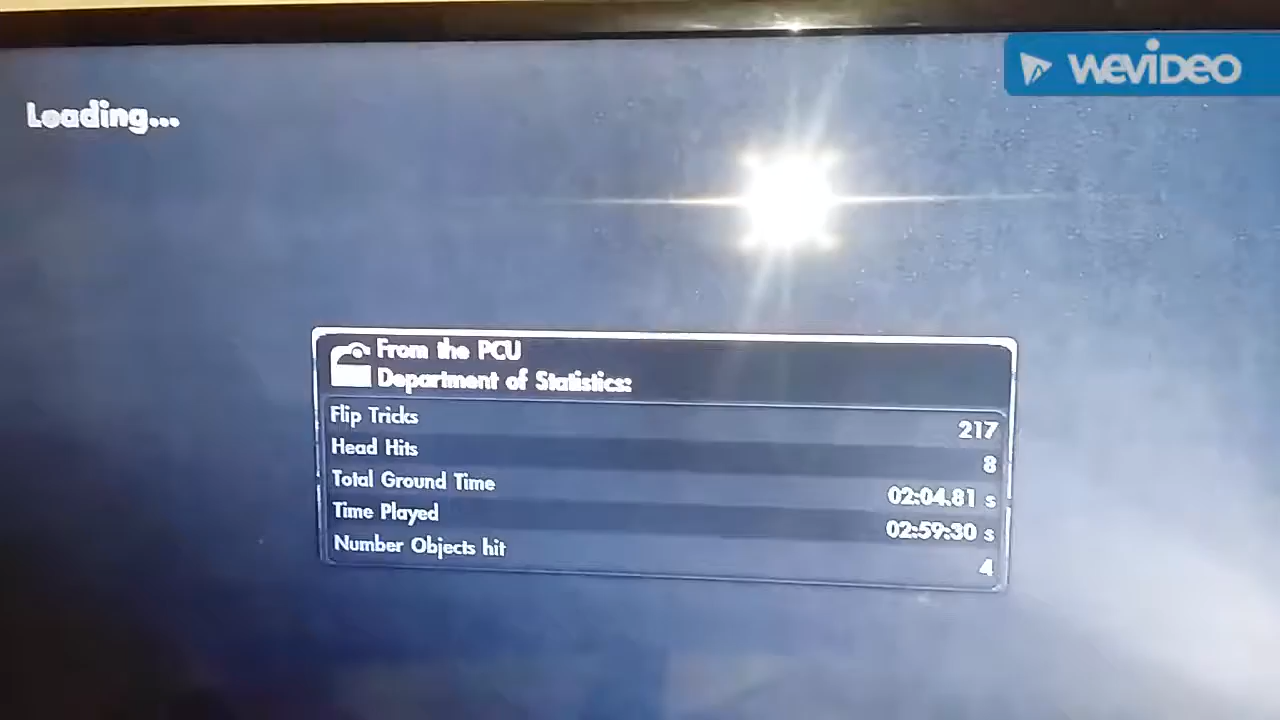 WEVIDEO
Loading...
From the PCU
Department of Statistics:
Flip Tricks 217
Head Hits 8
Total Ground Time 02:04.81 s
Time Played 02:59:30 s
Number Objects hit 4